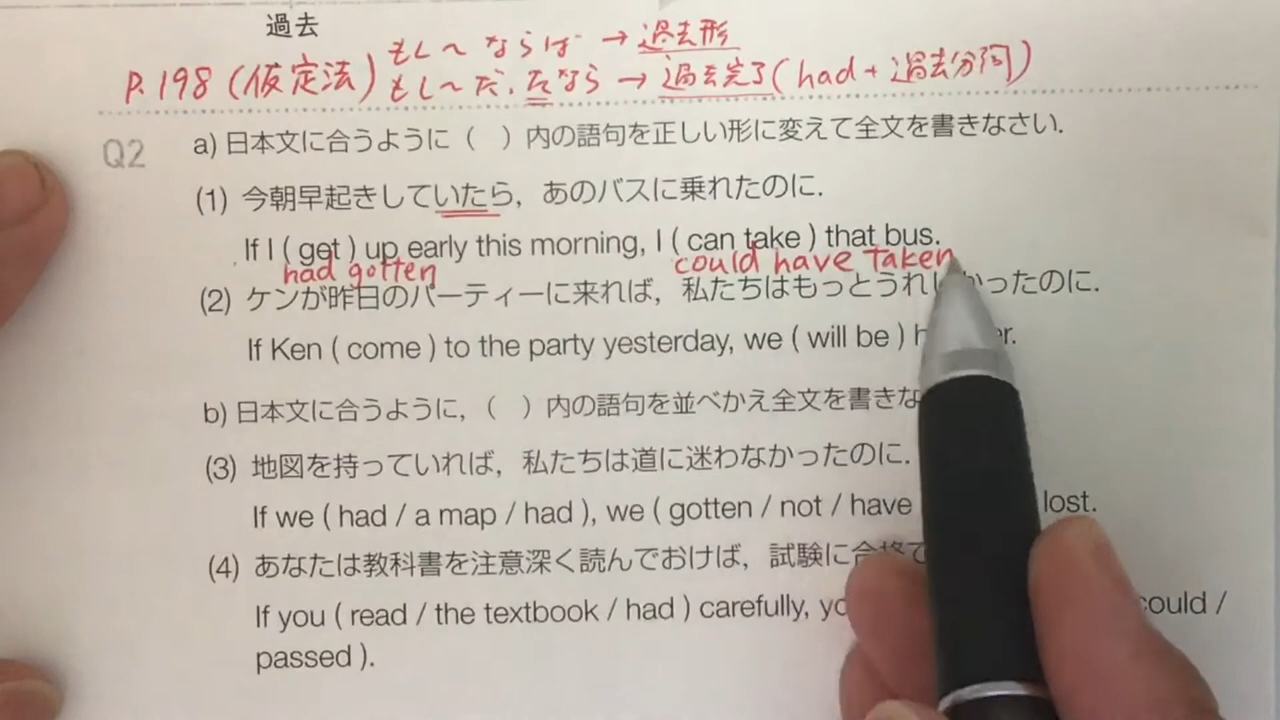 過去
もし〜ならば → 過去形
P.198 (仮定法) もし〜だ、たなら → 過去完了(had + 過去分詞)
Q2 a) 日本文に合うように（ ）内の語句を正しい形に変えて全文を書きなさい.
(1) 今朝早起きしていたら，あのバスに乗れたのに.
If I ( get ) up early this morning, I ( can take ) that bus.
had gotten could have taken
(2) ケンが昨日のパーティーに来れば，私たちはもっとうれしかったのに.
If Ken ( come ) to the party yesterday, we ( will be )
b) 日本文に合うように,（ ）内の語句を並べかえ全文を書きな
(3) 地図を持っていれば，私たちは道に迷わなかったのに.
If we ( had / a map / had ), we ( gotten / not / have lost.
(4) あなたは教科書を注意深く読んでおけば，試験に合格
If you ( read / the textbook / had ) carefully, could /
passed ).